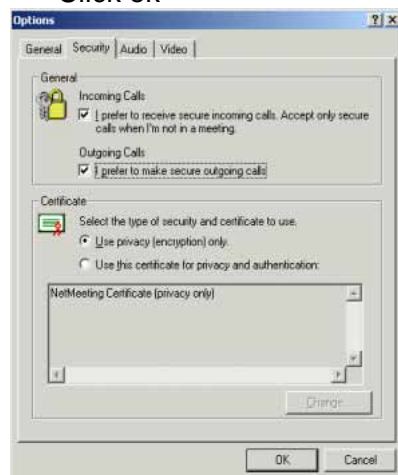 Click ok
Options
General Security Audio Video
General
Incoming Calls
I prefer to receive secure incoming calls. Accept only secure
calls when I'm not in a meeting.
Outgoing Calls
I prefer to make secure outgoing calls
Certificate
Select the type of security and certificate to use.
Use privacy (encryption) only.
Use this certificate for privacy and authentication:
NetMeeting Certificate (privacy only)
Change...
OK Cancel